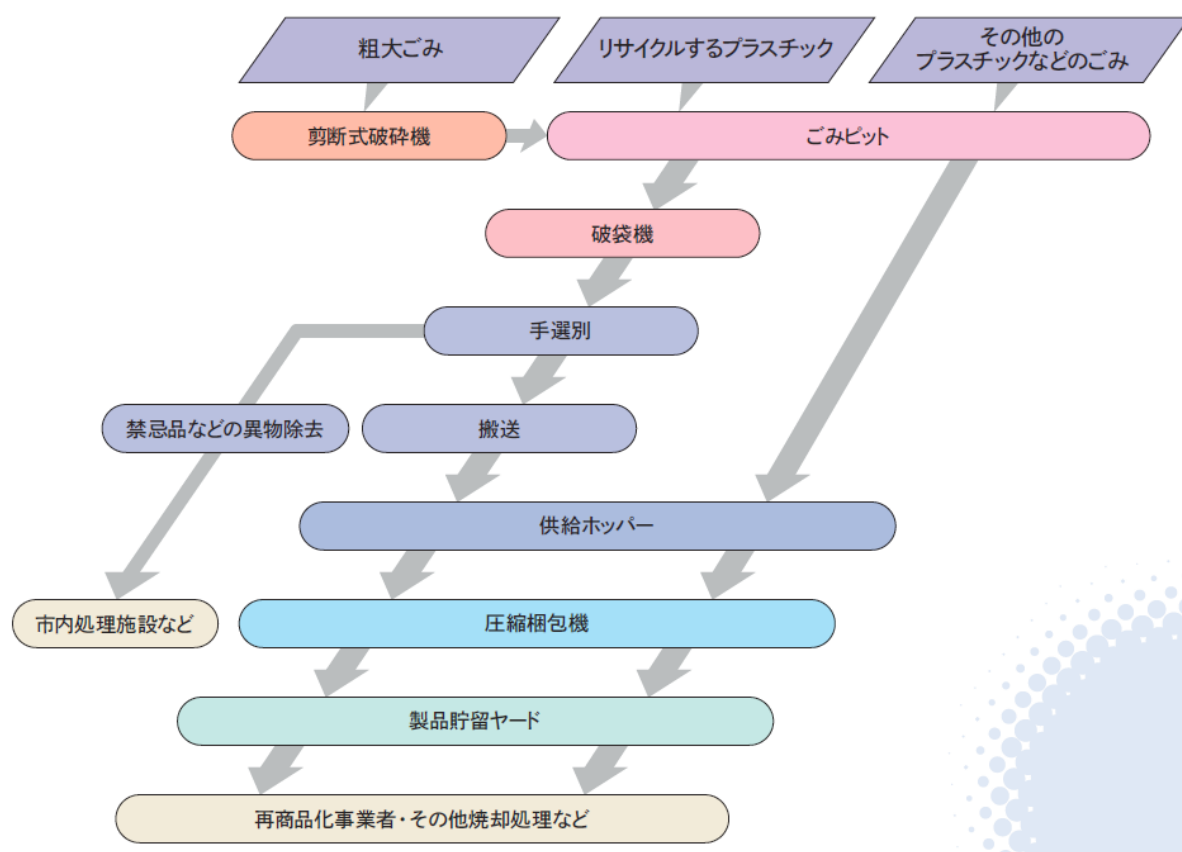 粗大ごみ
リサイクルするプラスチック
その他の
プラスチックなどのごみ
剪断式破砕機
ごみピット
破袋機
手選別
禁忌品などの異物除去
搬送
供給ホッパー
市内処理施設など
圧縮梱包機
製品貯留ヤード
再商品化事業者・その他焼却処理など